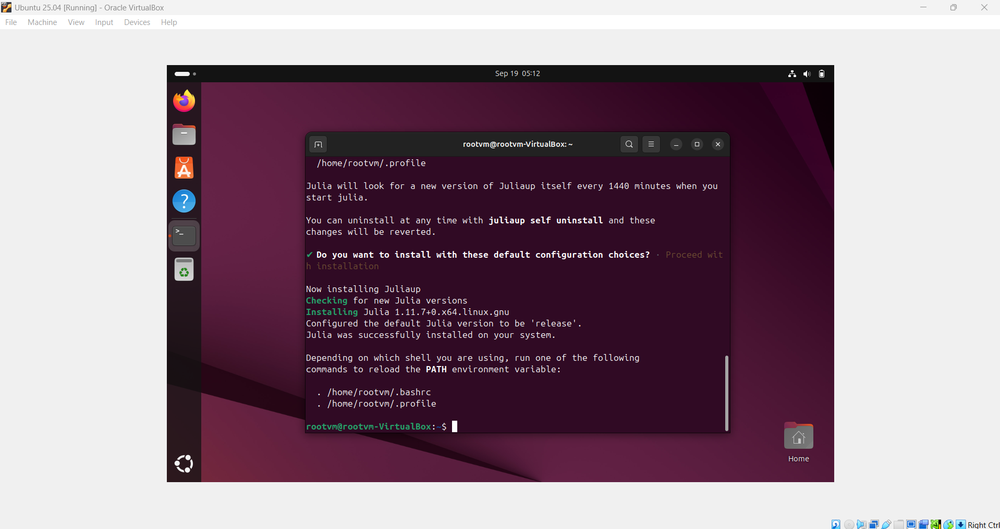 Ubuntu 25.04 [Running] - Oracle VirtualBox
File Machine View Input Devices Help
Sep 19 05:12
rootvm@rootvm-VirtualBox: ~
/home/rootvm/.profile
Julia will look for a new version of Juliaup itself every 1440 minutes when you
start julia.
You can uninstall at any time with juliaup self uninstall and these
changes will be reverted.
✔ Do you want to install with these default configuration choices? · Proceed wit
h installation
Now installing Juliaup
Checking for new Julia versions
Installing Julia 1.11.7+0.x64.linux.gnu
Configured the default Julia version to be 'release'.
Julia was successfully installed on your system.
Depending on which shell you are using, run one of the following
commands to reload the PATH environment variable:
. /home/rootvm/.bashrc
. /home/rootvm/.profile
rootvm@rootvm-VirtualBox:~$
Home
Right Ctrl